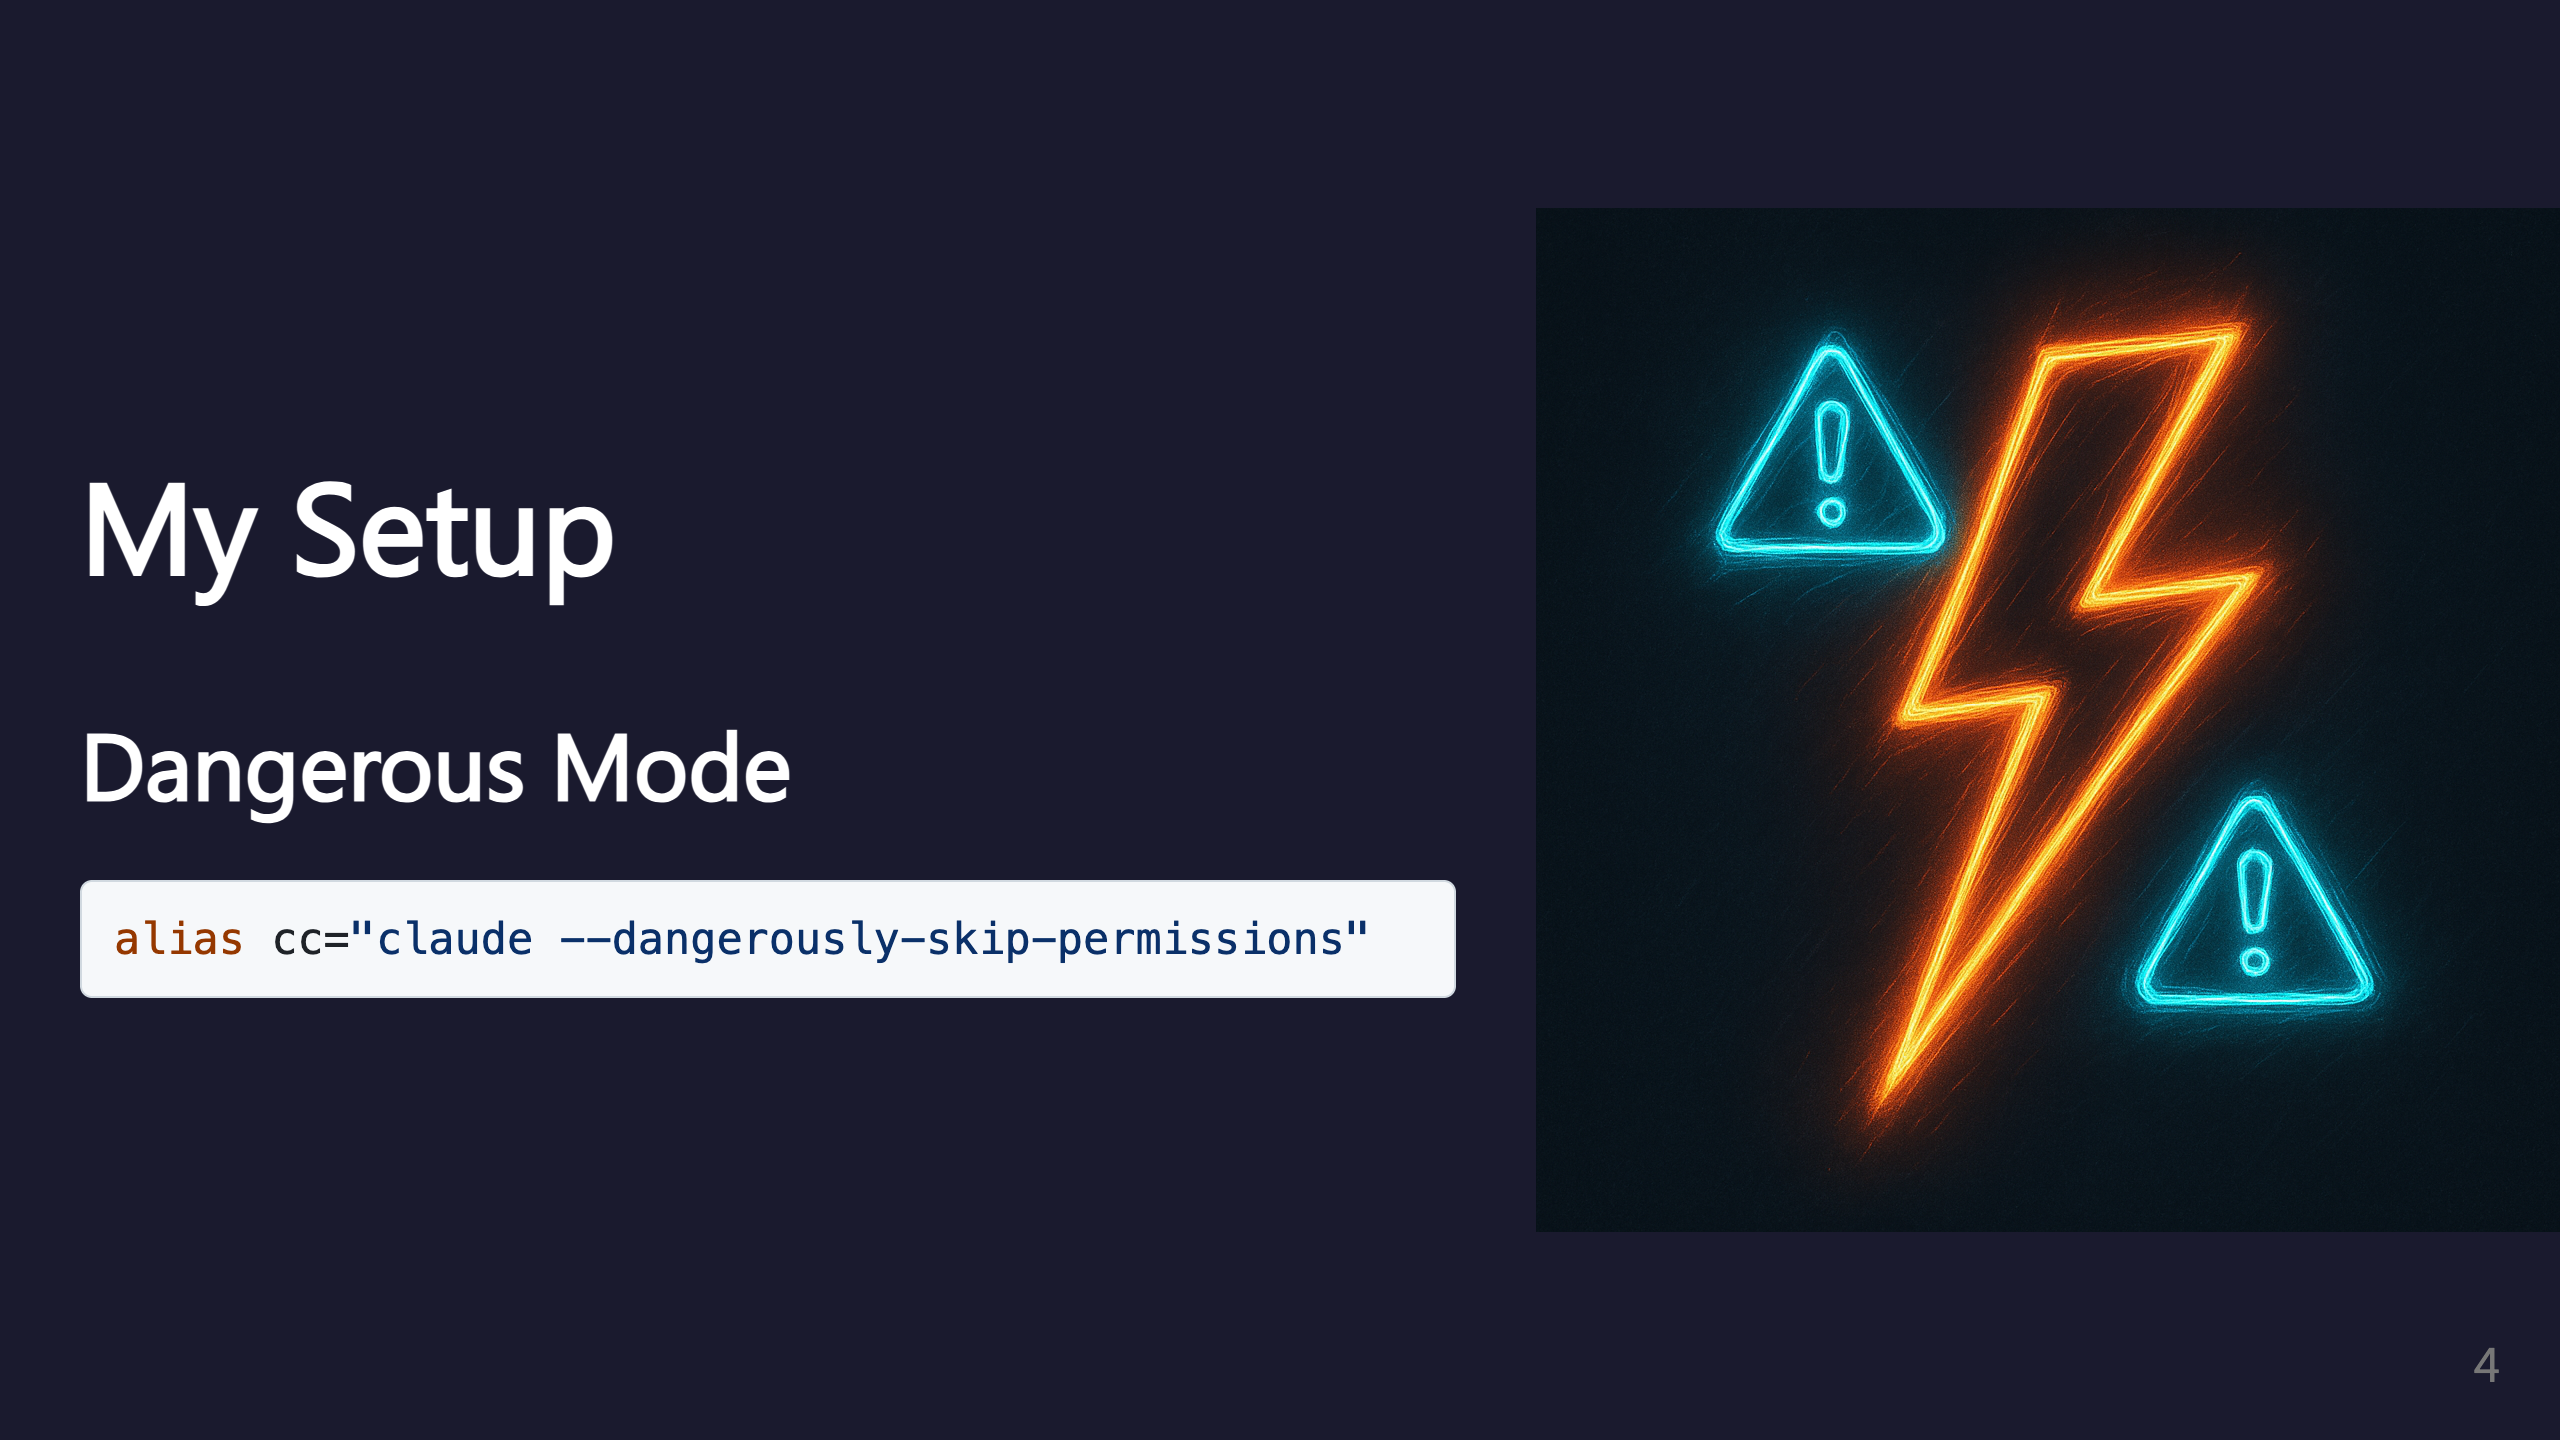 My Setup
Dangerous Mode
alias cc="claude --dangerously-skip-permissions"
!
!
4